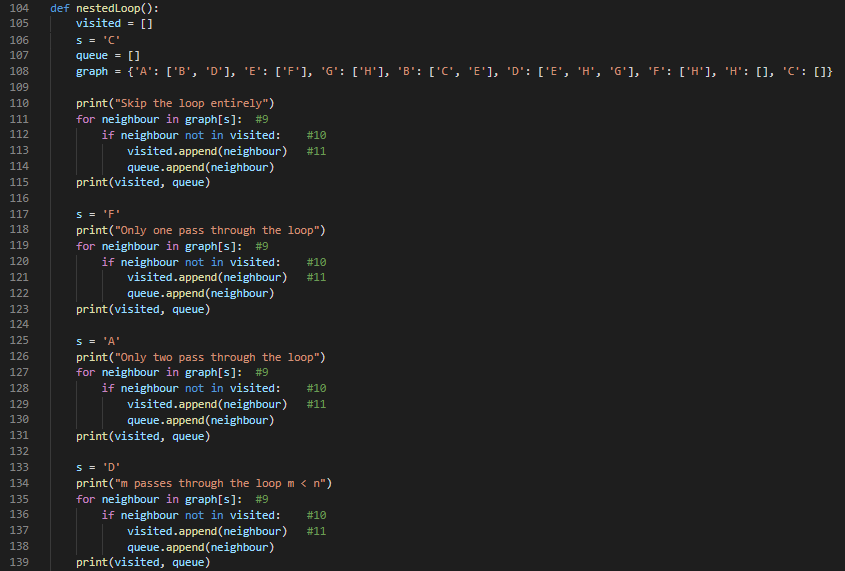 104 def nestedLoop():
105     visited = []
106     s = 'C'
107     queue = []
108     graph = {'A': ['B', 'D'], 'E': ['F'], 'G': ['H'], 'B': ['C', 'E'], 'D': ['E', 'H', 'G'], 'F': ['H'], 'H': [], 'C': []}
109
110     print("Skip the loop entirely")
111     for neighbour in graph[s]:  #9
112         if neighbour not in visited:    #10
113             visited.append(neighbour)   #11
114             queue.append(neighbour)
115     print(visited, queue)
116
117     s = 'F'
118     print("Only one pass through the loop")
119     for neighbour in graph[s]:  #9
120         if neighbour not in visited:    #10
121             visited.append(neighbour)   #11
122             queue.append(neighbour)
123     print(visited, queue)
124
125     s = 'A'
126     print("Only two pass through the loop")
127     for neighbour in graph[s]:  #9
128         if neighbour not in visited:    #10
129             visited.append(neighbour)   #11
130             queue.append(neighbour)
131     print(visited, queue)
132
133     s = 'D'
134     print("m passes through the loop m < n")
135     for neighbour in graph[s]:  #9
136         if neighbour not in visited:    #10
137             visited.append(neighbour)   #11
138             queue.append(neighbour)
139     print(visited, queue)